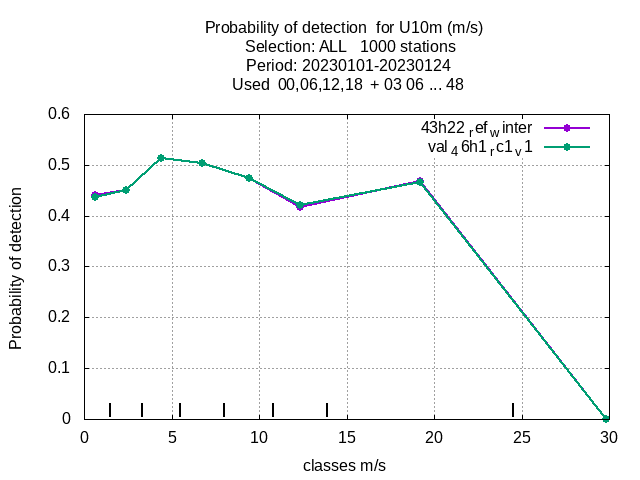 Probability of detection  for U10m (m/s)
Selection: ALL   1000 stations
Period: 20230101-20230124
Used  00,06,12,18  + 03 06 ... 48
0.6
43h22 ref winter
val 46h1 rc1 v1
0.5
0.4
0.3
0.2
0.1
0
Probability of detection
0 5 10 15 20 25 30
classes m/s